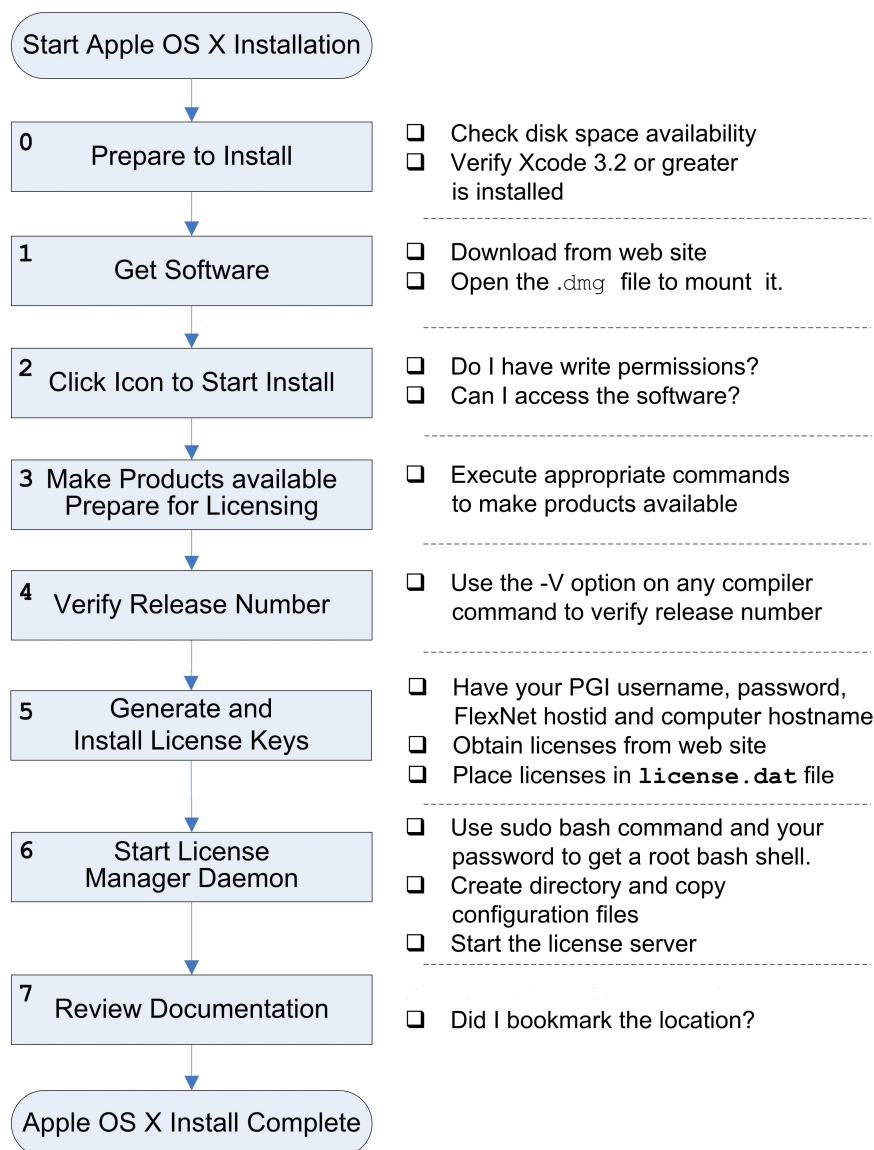 Start Apple OS X Installation
0
Prepare to Install
❑ Check disk space availability
❑ Verify Xcode 3.2 or greater
is installed
1
Get Software
❑ Download from web site
❑ Open the .dmg file to mount it.
2
Click Icon to Start Install
❑ Do I have write permissions?
❑ Can I access the software?
3
Make Products available
Prepare for Licensing
❑ Execute appropriate commands
to make products available
4
Verify Release Number
❑ Use the -V option on any compiler
command to verify release number
5
Generate and
Install License Keys
❑ Have your PGI username, password,
FlexNet hostid and computer hostname
❑ Obtain licenses from web site
❑ Place licenses in license.dat file
6
Start License
Manager Daemon
❑ Use sudo bash command and your
password to get a root bash shell.
❑ Create directory and copy
configuration files
❑ Start the license server
7
Review Documentation
❑ Did I bookmark the location?
Apple OS X Install Complete